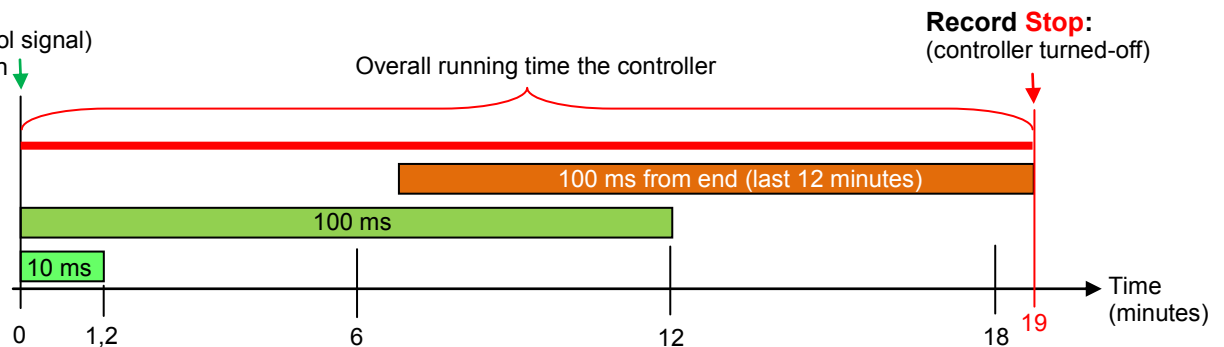 Record Stop:
(controller turned-off)
ol signal)
Overall running time the controller
100 ms from end (last 12 minutes)
100 ms
10 ms
Time
(minutes)
0
1,2
6
12
18
19